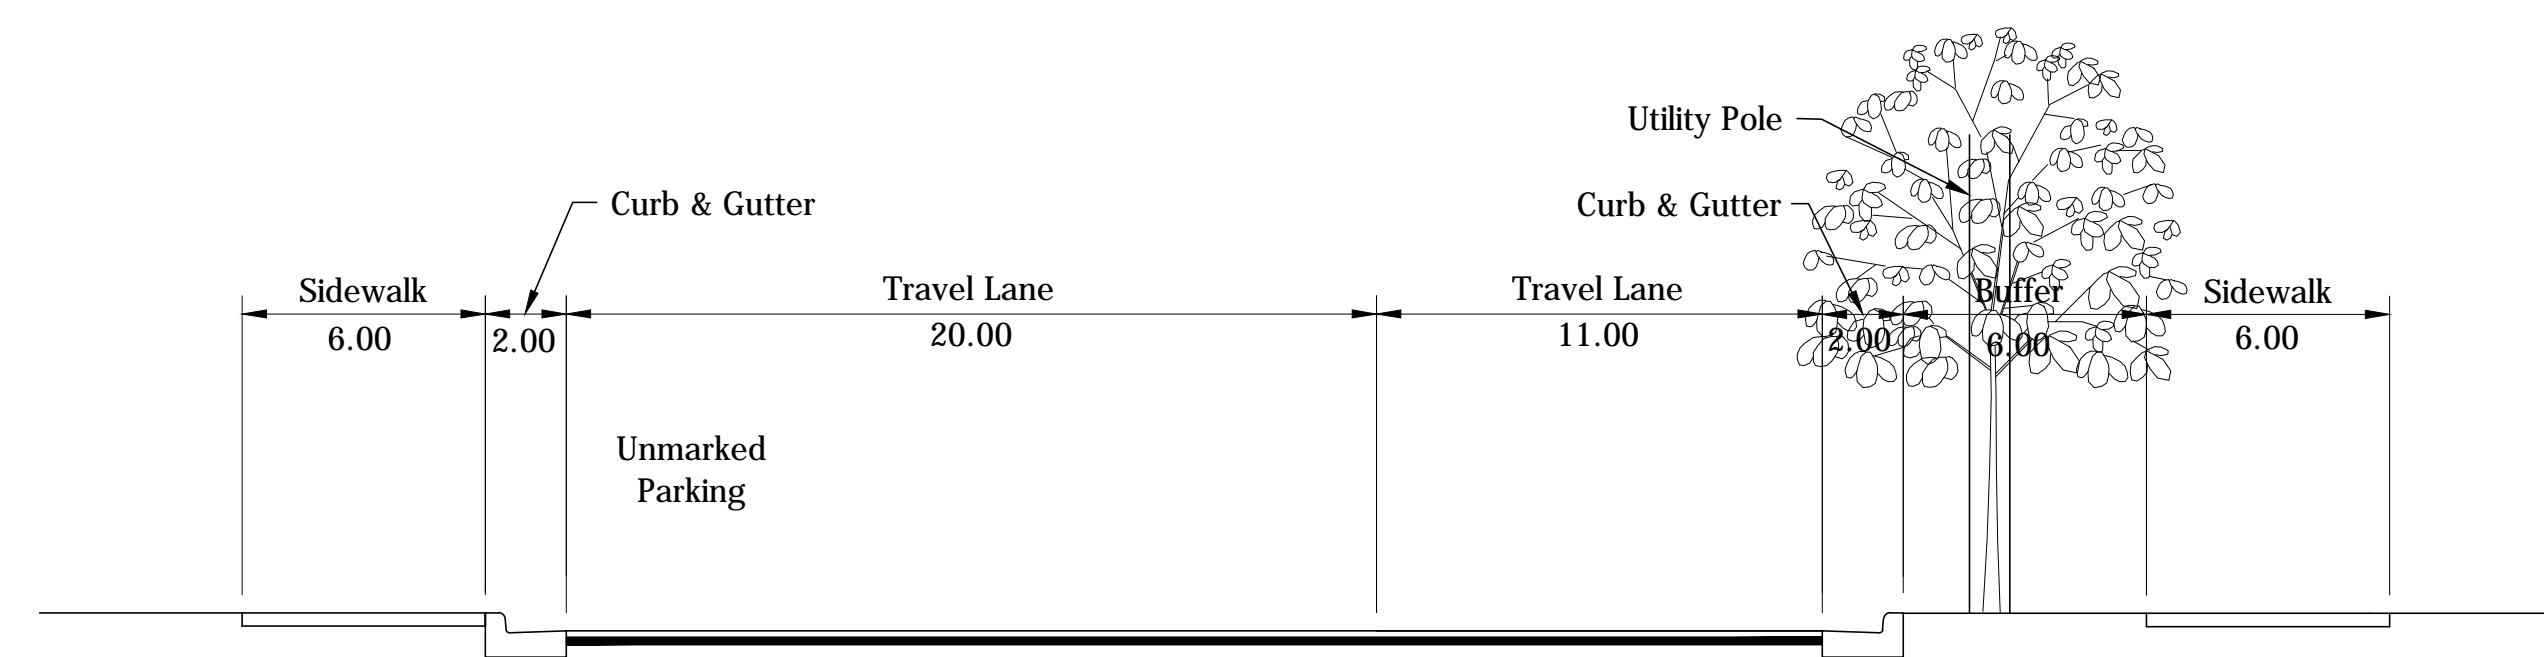 Utility Pole
Curb & Gutter
Curb & Gutter
Sidewalk
Travel Lane
Travel Lane
Buffer
Sidewalk
6.00
2.00
20.00
11.00
2.00
6.00
6.00
Unmarked
Parking